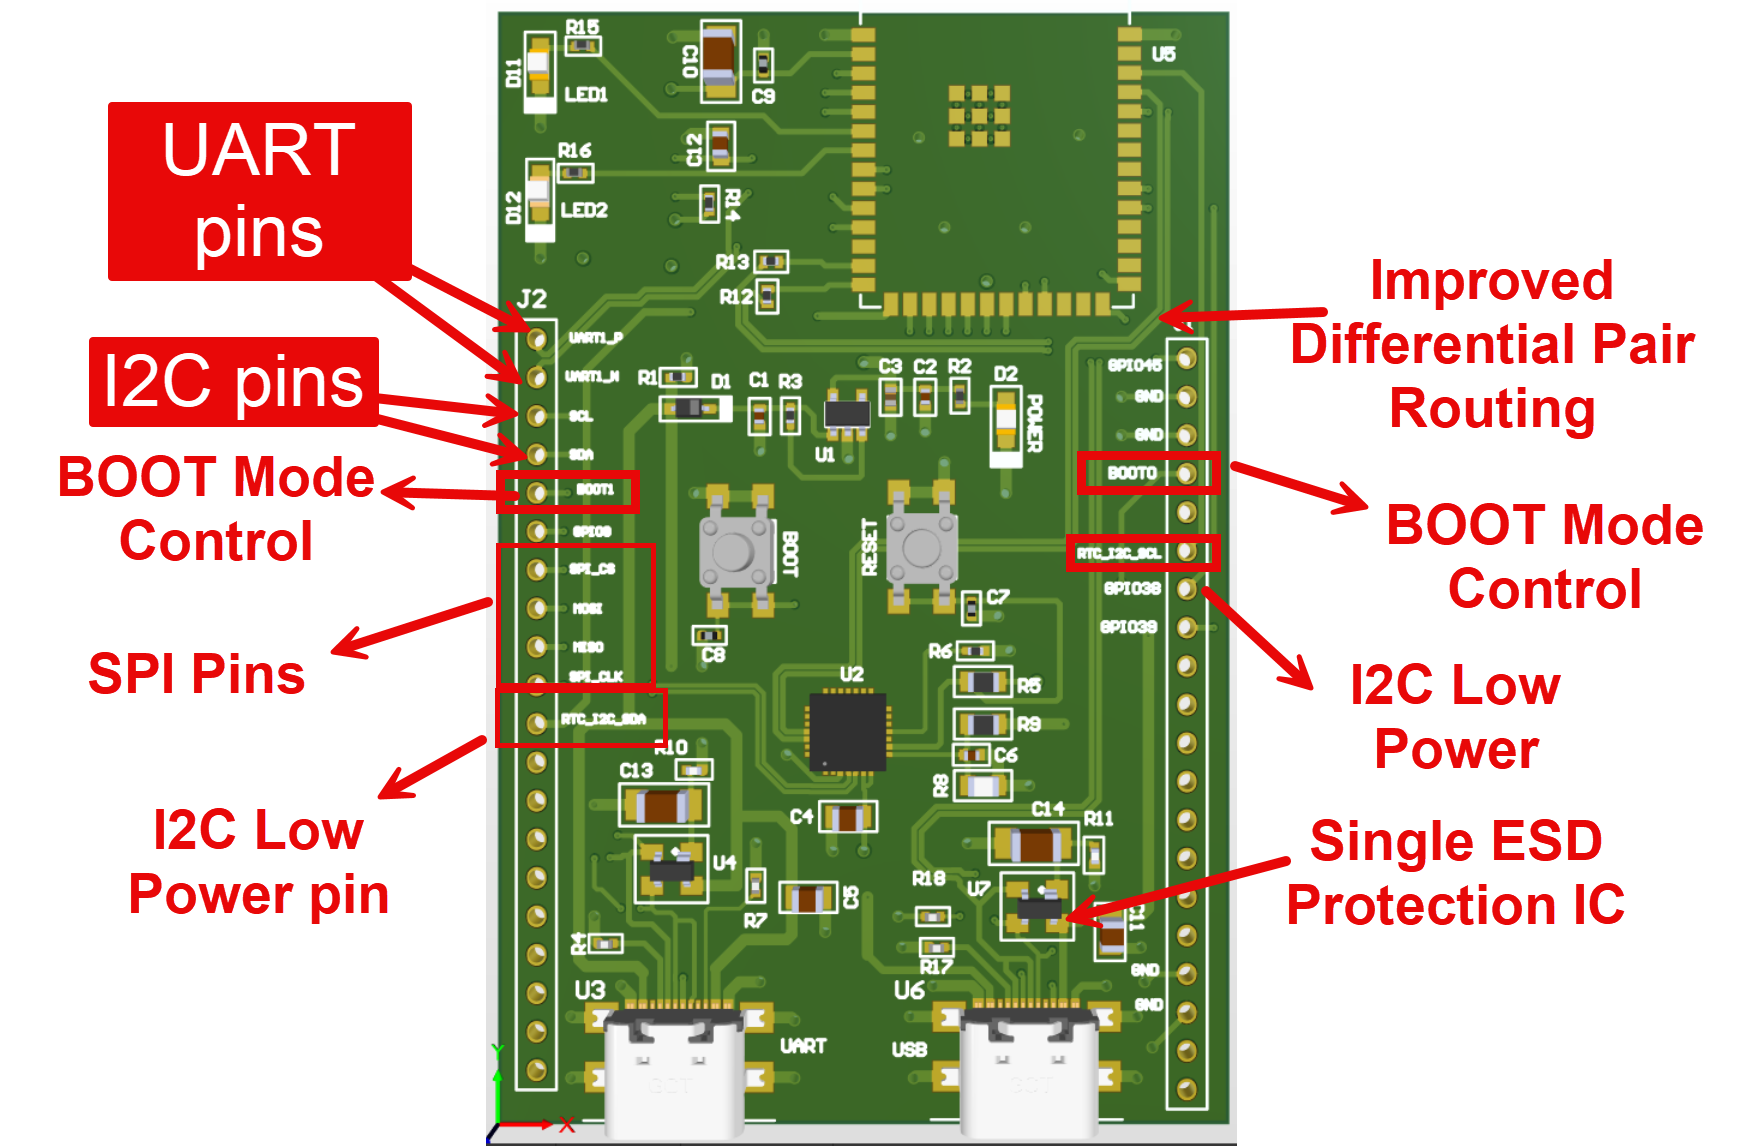 UART
pins
I2C pins
BOOT Mode
Control
SPI Pins
I2C Low
Power pin
Improved
Differential Pair
Routing
BOOT Mode
Control
I2C Low
Power
Single ESD
Protection IC
R15
D11
LED1
C10
C9
U5
R16
C12
D12
LED2
R14
R13
R12
J2
UART1_P
UART1_N
SCL
SDA
BOOT1
GPIO9
SPI_CS
MOSI
MISO
SPI_CLK
RTC_I2C_SDA
R1
D1
C1
R3
U1
C3
C2
R2
D2
POWER
BOOT
RESET
C8
C7
R6
U2
R5
R9
C6
R8
GPIO45
GND
GND
BOOT0
RTC_I2C_SCL
GPIO38
GPIO39
R10
C13
C4
C14
R11
U4
R7
C5
R18
U7
R4
R17
C11
GND
GND
U3
U6
UART
USB
GCT
GCT
Y
X